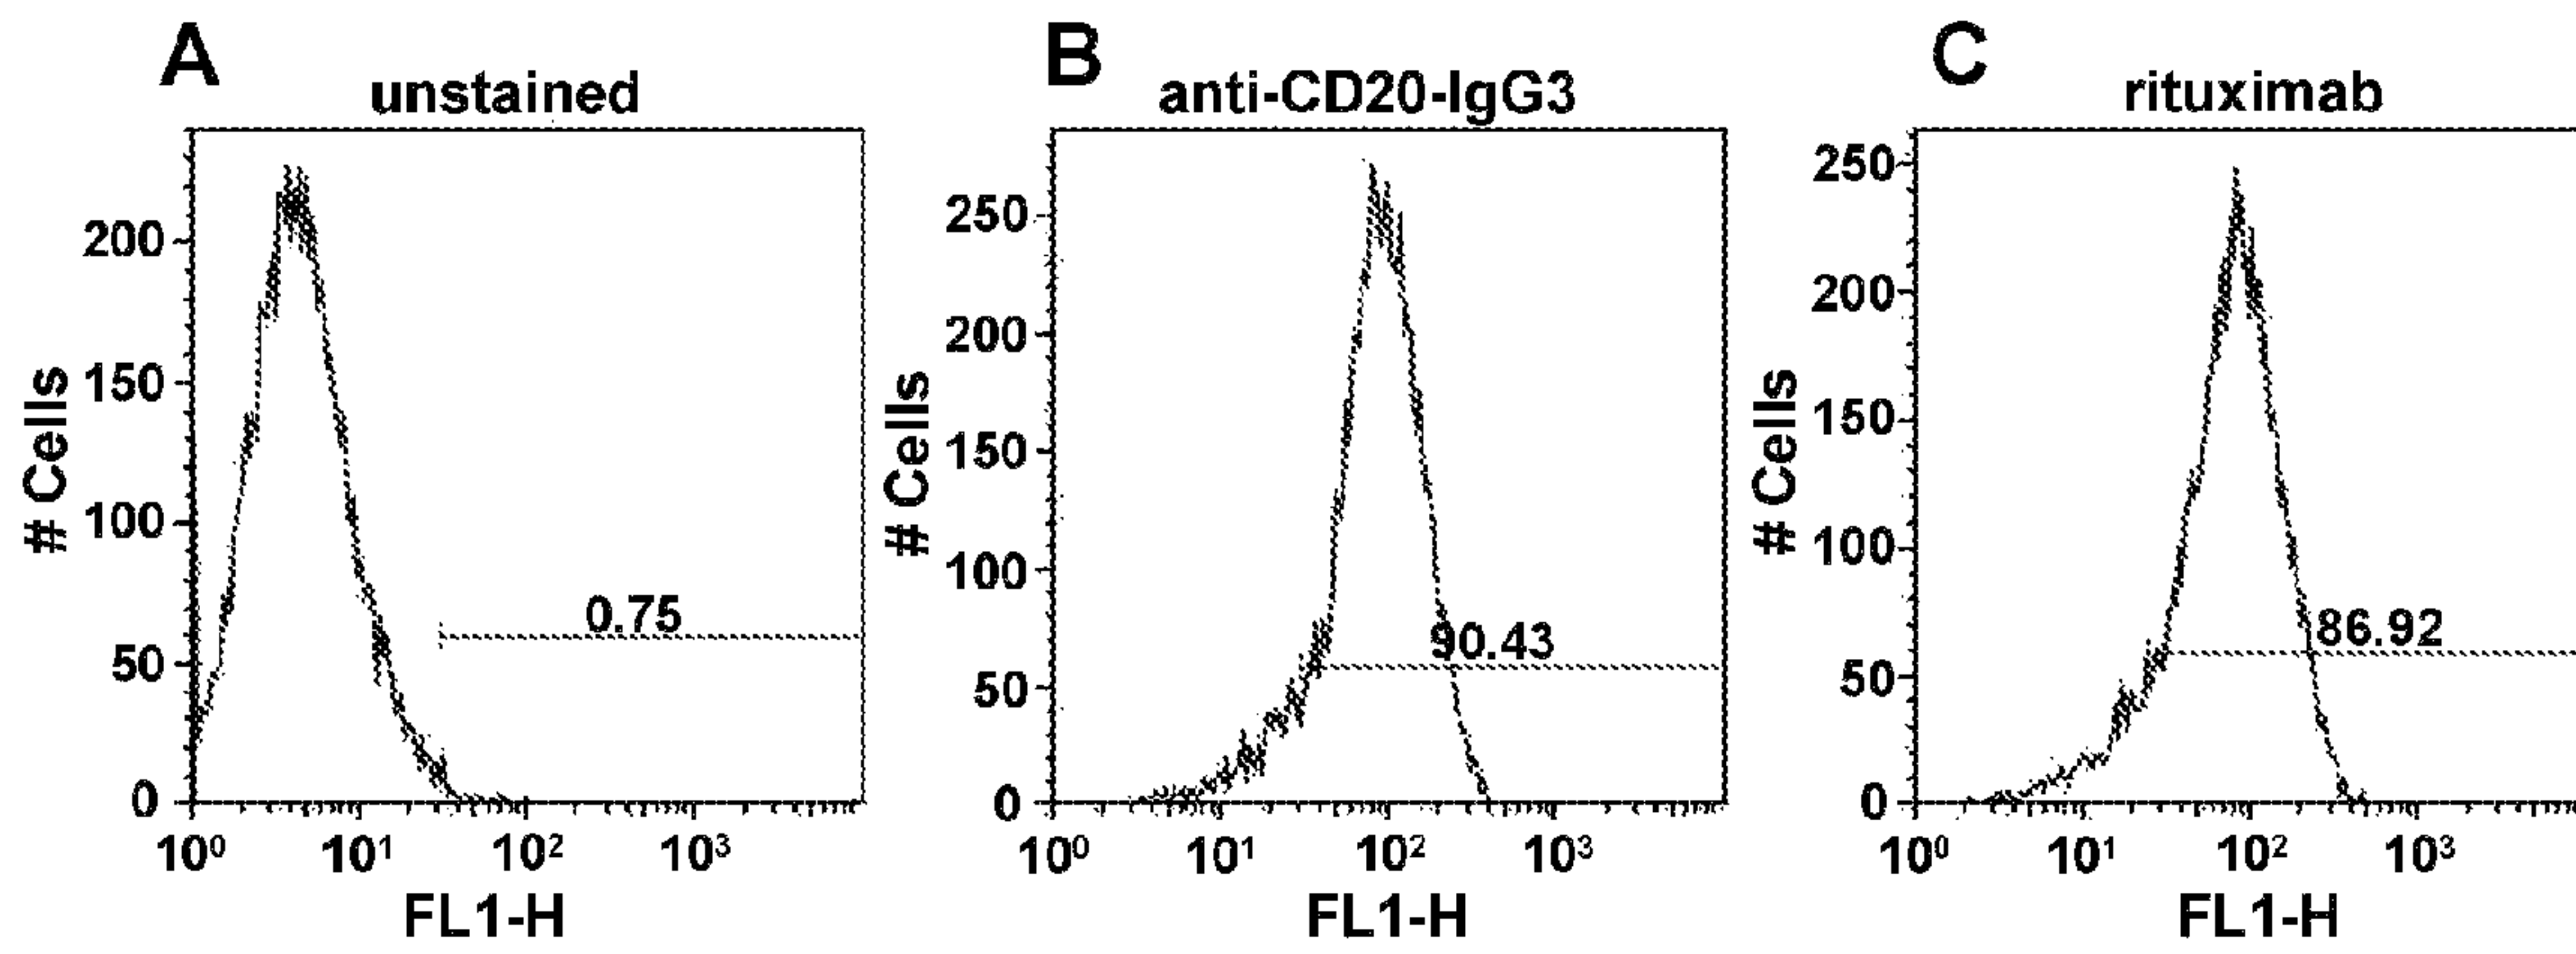 A
unstained
# Cells
200
150
100
50
0
0.75
10⁰ 10¹ 10² 10³
FL1-H
B
anti-CD20-IgG3
# Cells
250
200
150
100
50
0
90.43
10⁰ 10¹ 10² 10³
FL1-H
C
rituximab
# Cells
250
200
150
100
50
0
86.92
10⁰ 10¹ 10² 10³
FL1-H